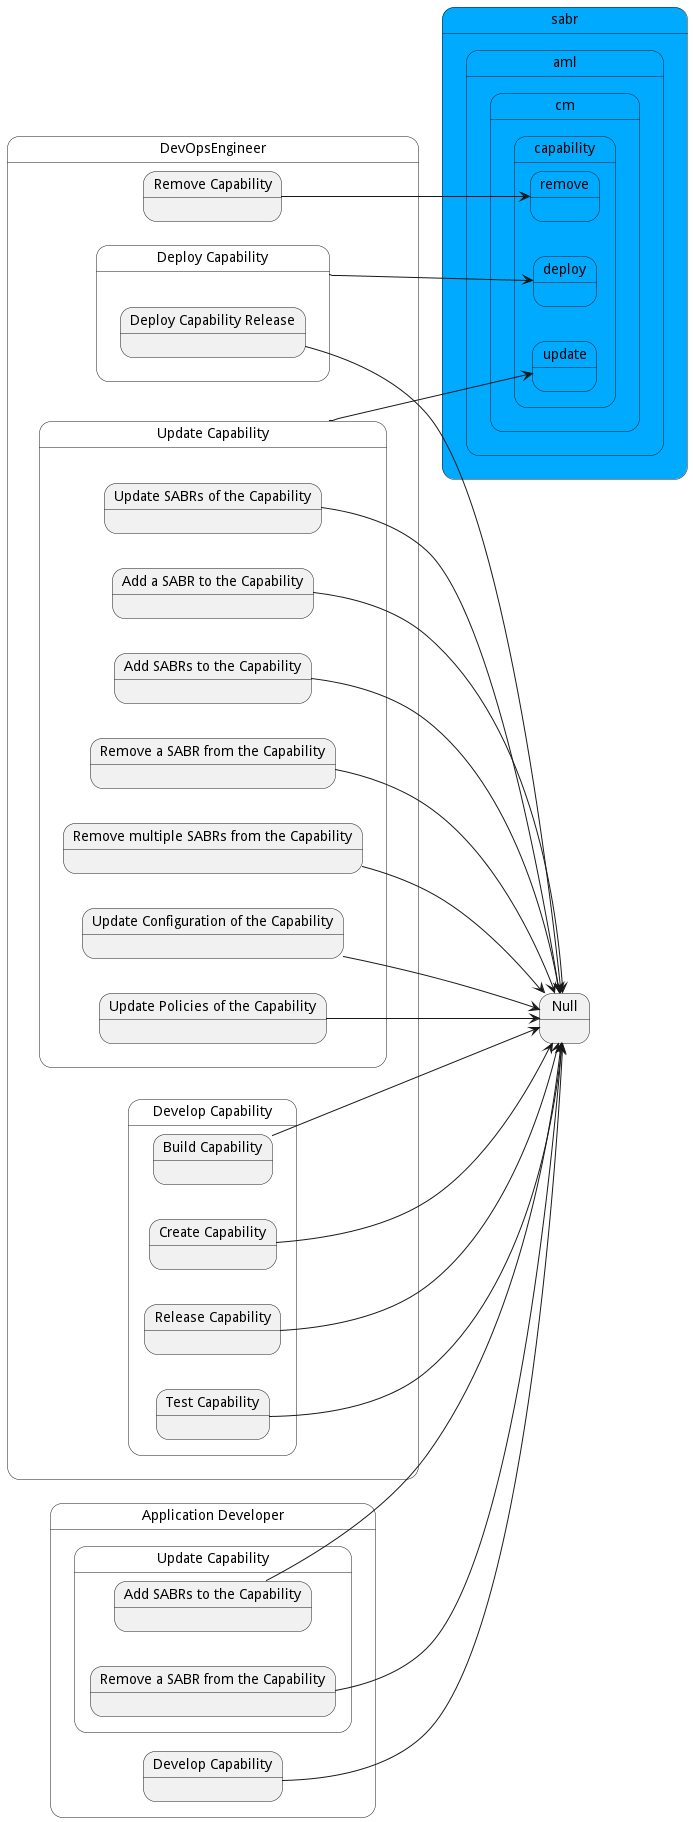 sabr
aml
cm
capability
remove
deploy
update
DevOpsEngineer
Remove Capability
Deploy Capability
Deploy Capability Release
Update Capability
Update SABRs of the Capability
Add a SABR to the Capability
Add SABRs to the Capability
Remove a SABR from the Capability
Remove multiple SABRs from the Capability
Update Configuration of the Capability
Update Policies of the Capability
Null
Develop Capability
Build Capability
Create Capability
Release Capability
Test Capability
Application Developer
Update Capability
Add SABRs to the Capability
Remove a SABR from the Capability
Develop Capability